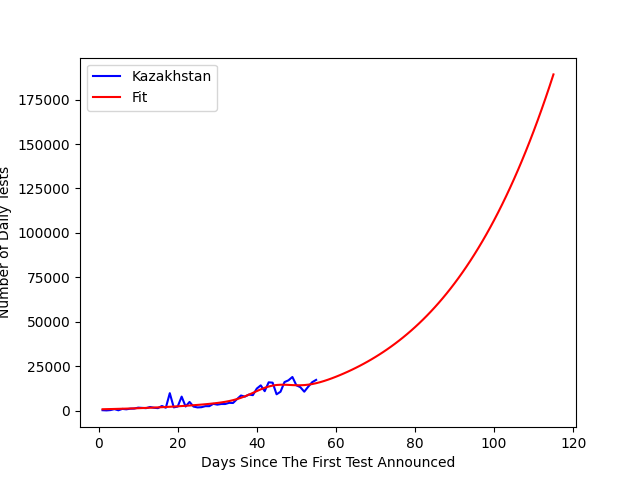 Kazakhstan
Fit
175000
150000
125000
100000
75000
50000
25000
0
Number of Daily Tests
0 20 40 60 80 100 120
Days Since The First Test Announced